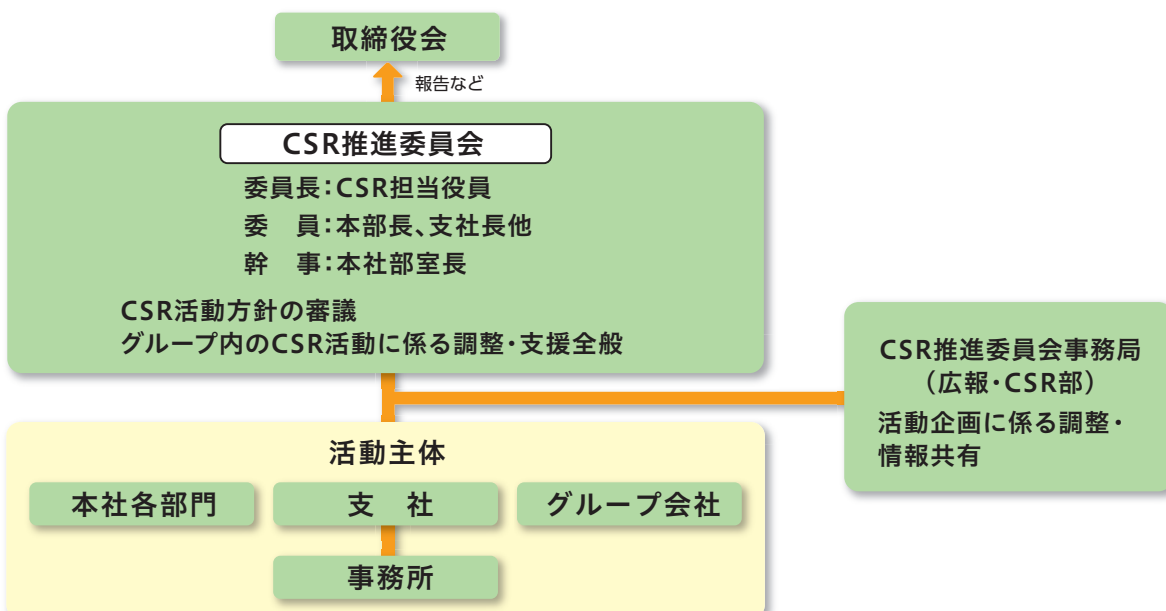 取締役会
報告など
CSR推進委員会
委員長：CSR担当役員
委　員：本部長、支社長他
幹　事：本社部室長
CSR活動方針の審議
グループ内のCSR活動に係る調整・支援全般
CSR推進委員会事務局
（広報・CSR部）
活動企画に係る調整・
情報共有
活動主体
本社各部門
支　社
グループ会社
事務所